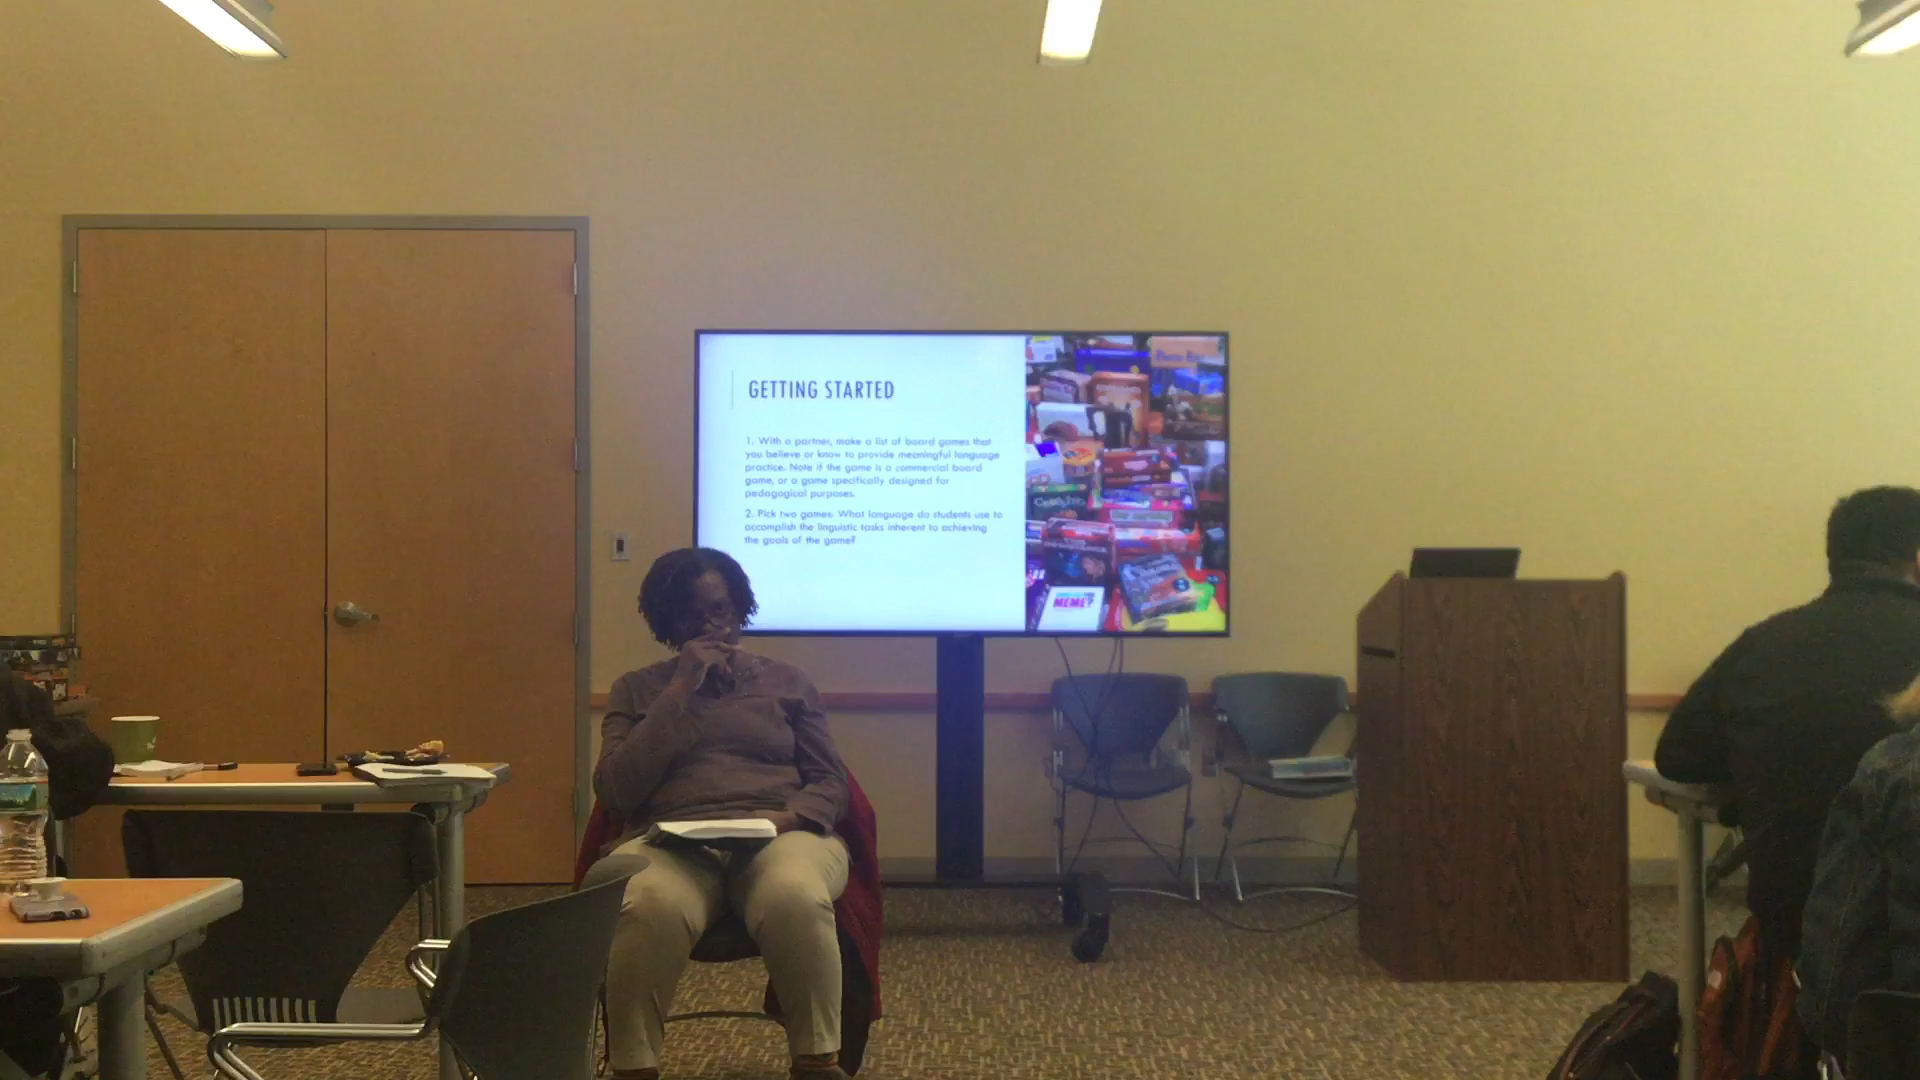 GETTING STARTED
1. With a partner, make a list of board games that
you believe or know to provide meaningful language
practice. Note if the game is a commercial board
game, or a game specifically designed for
pedagogical purposes.
2. Pick two games: What language do students use to
accomplish the linguistic tasks inherent to achieving
the goals of the game?
MEME?